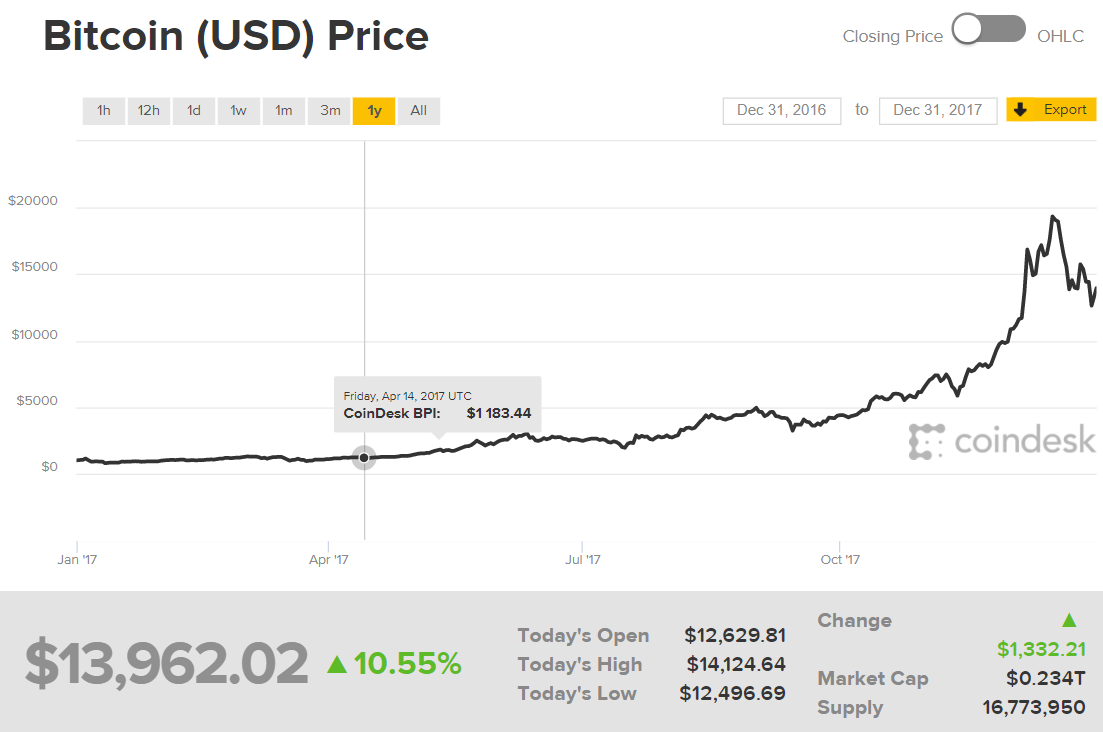 Bitcoin (USD) Price
Closing Price OHLC
1h 12h 1d 1w 1m 3m 1y All
Dec 31, 2016 to Dec 31, 2017 Export
$20000
$15000
$10000
$5000
$0
Friday, Apr 14, 2017 UTC
CoinDesk BPI: $1 183.44
coindesk
Jan '17 Apr '17 Jul '17 Oct '17
$13,962.02 ▲10.55%
Today's Open $12,629.81
Today's High $14,124.64
Today's Low $12,496.69
Change ▲
$1,332.21
Market Cap $0.234T
Supply 16,773,950